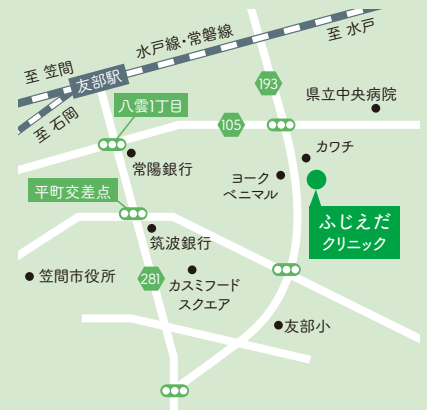 至 水戸
水戸線・常磐線
至 笠間
友部駅
至 石岡
193
県立中央病院
八雲1丁目
105
カワチ
常陽銀行
ヨーク
ベニマル
平町交差点
ふじえだ
クリニック
筑波銀行
笠間市役所
281
カスミフード
スクエア
友部小